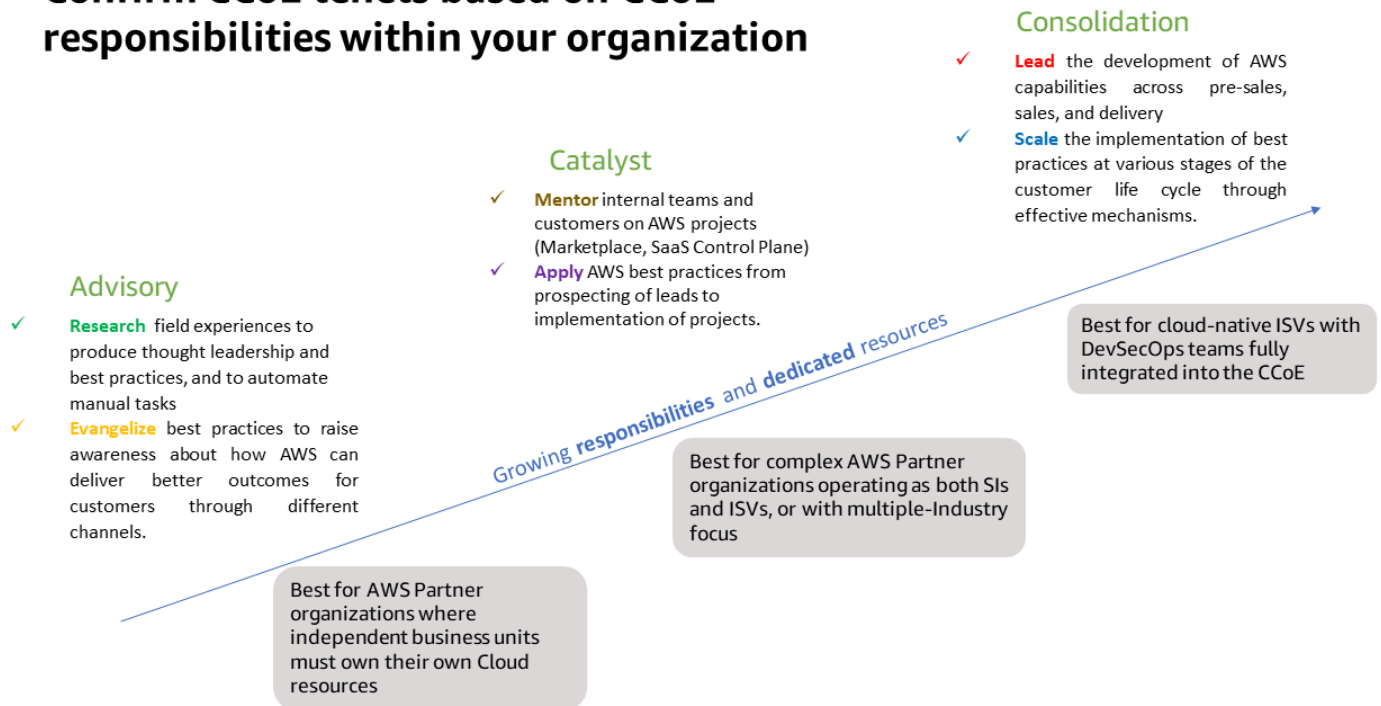 Confirm CCoE tenets based on CCoE
responsibilities within your organization
Consolidation
✓ Lead the development of AWS
capabilities across pre-sales,
sales, and delivery
✓ Scale the implementation of best
practices at various stages of the
customer life cycle through
effective mechanisms.
Catalyst
✓ Mentor internal teams and
customers on AWS projects
(Marketplace, SaaS Control Plane)
✓ Apply AWS best practices from
prospecting of leads to
implementation of projects.
Advisory
✓ Research field experiences to
produce thought leadership and
best practices, and to automate
manual tasks
✓ Evangelize best practices to raise
awareness about how AWS can
deliver better outcomes for
customers through different
channels.
Growing responsibilities and dedicated resources
Best for cloud-native ISVs with
DevSecOps teams fully
integrated into the CCoE
Best for complex AWS Partner
organizations operating as both SIs
and ISVs, or with multiple-Industry
focus
Best for AWS Partner
organizations where
independent business units
must own their own Cloud
resources